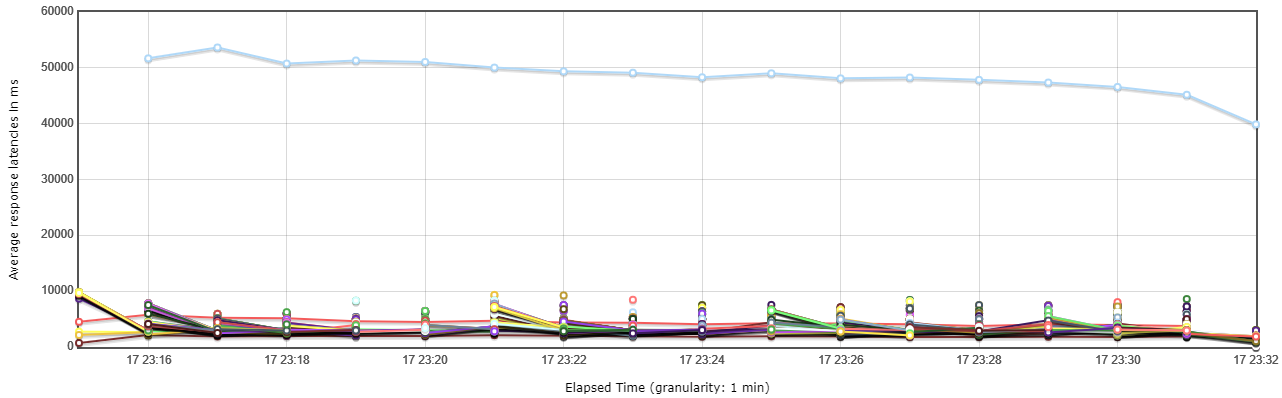 60000
50000
40000
30000
20000
10000
0
Average response latencies in ms
17 23:16 17 23:18 17 23:20 17 23:22 17 23:24 17 23:26 17 23:28 17 23:30 17 23:32
Elapsed Time (granularity: 1 min)